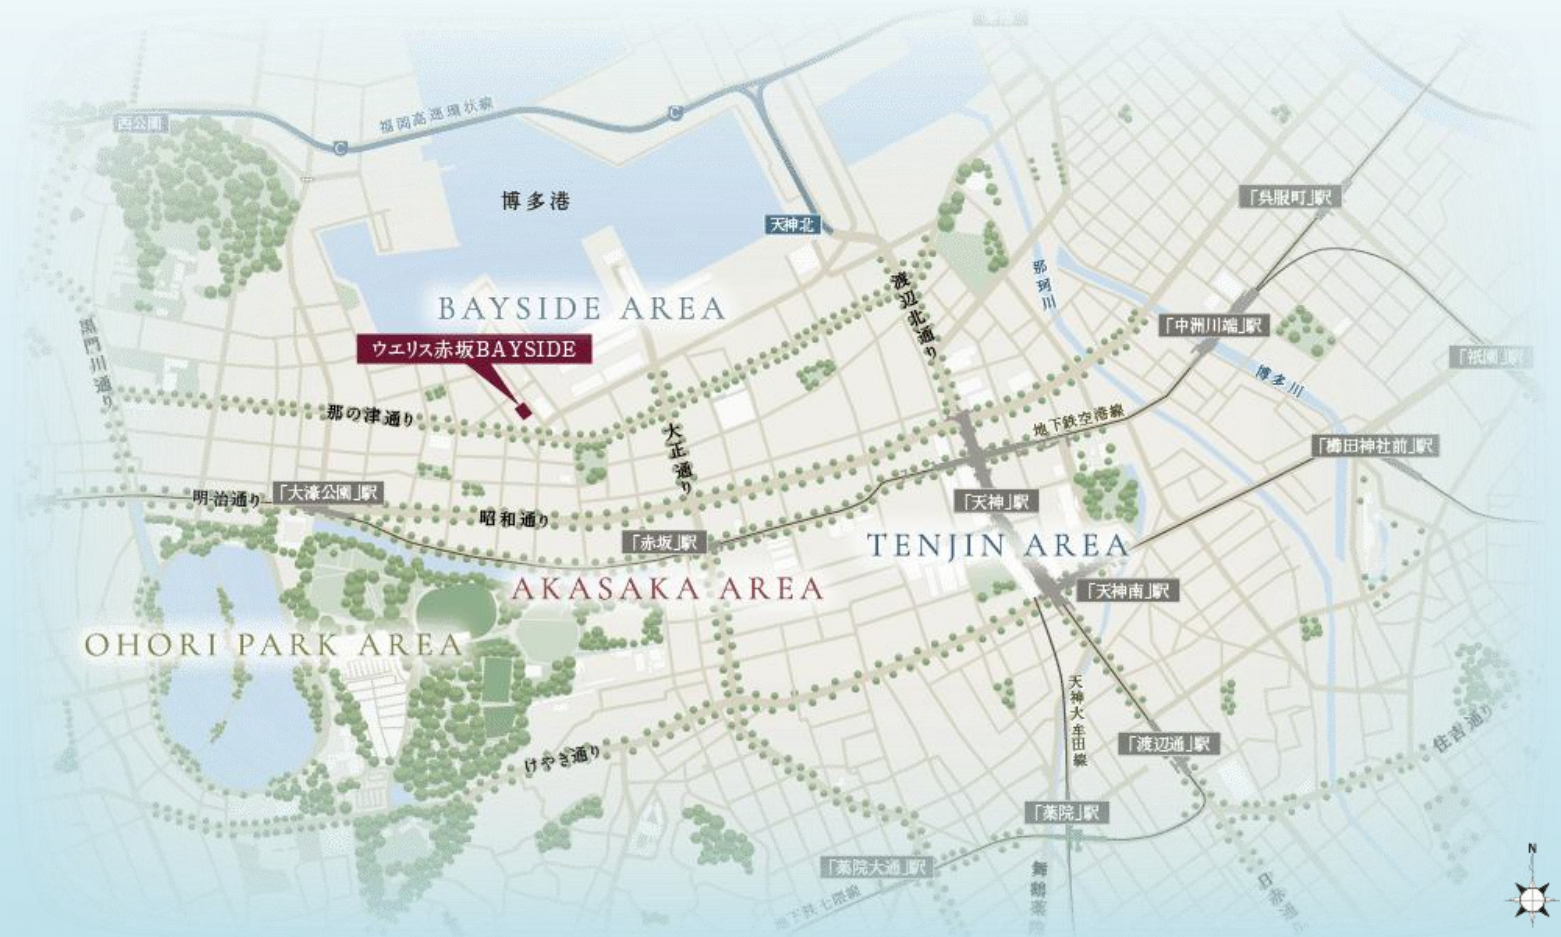 西公園
C
福岡高速環状線
C
博多港
天神北
「呉服町」駅
那珂川
渡辺北通り
BAYSIDE AREA
「中洲川端」駅
ウエリス赤坂BAYSIDE
黒門川通り
「祇園」駅
博多川
那の津通り
大正通り
地下鉄空港線
「櫛田神社前」駅
明治通り
「大濠公園」駅
昭和通り
「天神」駅
「赤坂」駅
TENJIN AREA
AKASAKA AREA
「天神南」駅
OHORI PARK AREA
天神大牟田線
けやき通り
「渡辺通」駅
住吉通り
「薬院」駅
「薬院大通」駅
地下鉄七隈線
N